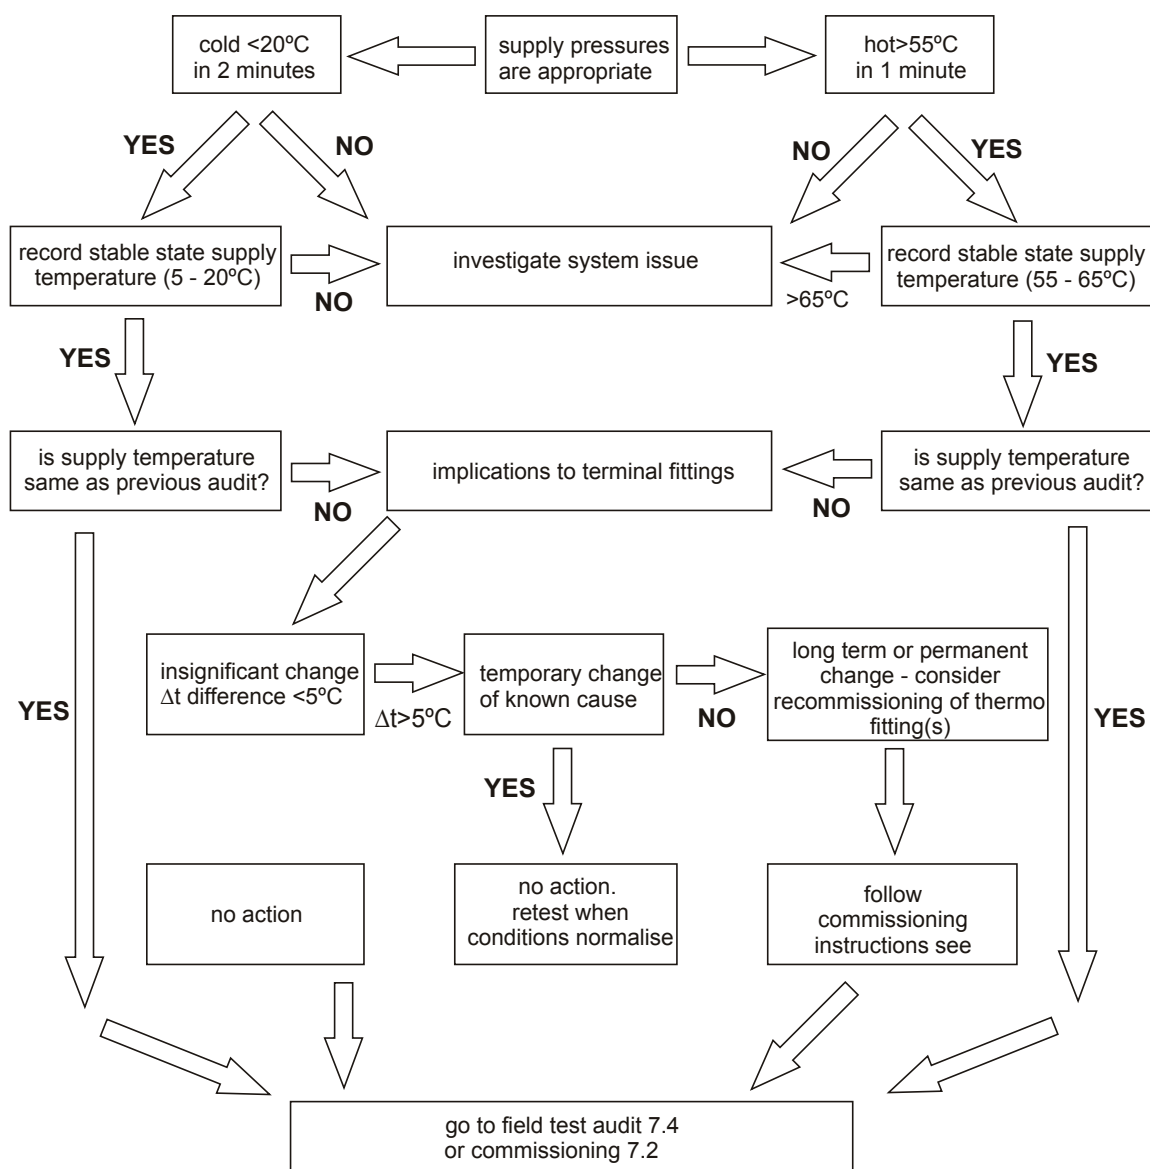 cold <20ºC
in 2 minutes
supply pressures
are appropriate
hot>55ºC
in 1 minute
YES
NO
NO
YES
record stable state supply
temperature (5 - 20ºC)
NO
investigate system issue
>65ºC
record stable state supply
temperature (55 - 65ºC)
YES
YES
is supply temperature
same as previous audit?
NO
implications to terminal fittings
NO
is supply temperature
same as previous audit?
insignificant change
Δt difference <5ºC
Δt>5ºC
temporary change
of known cause
NO
long term or permanent
change - consider
recommissioning of thermo
fitting(s)
YES
YES
YES
no action
no action.
retest when
conditions normalise
follow
commissioning
instructions see
go to field test audit 7.4
or commissioning 7.2